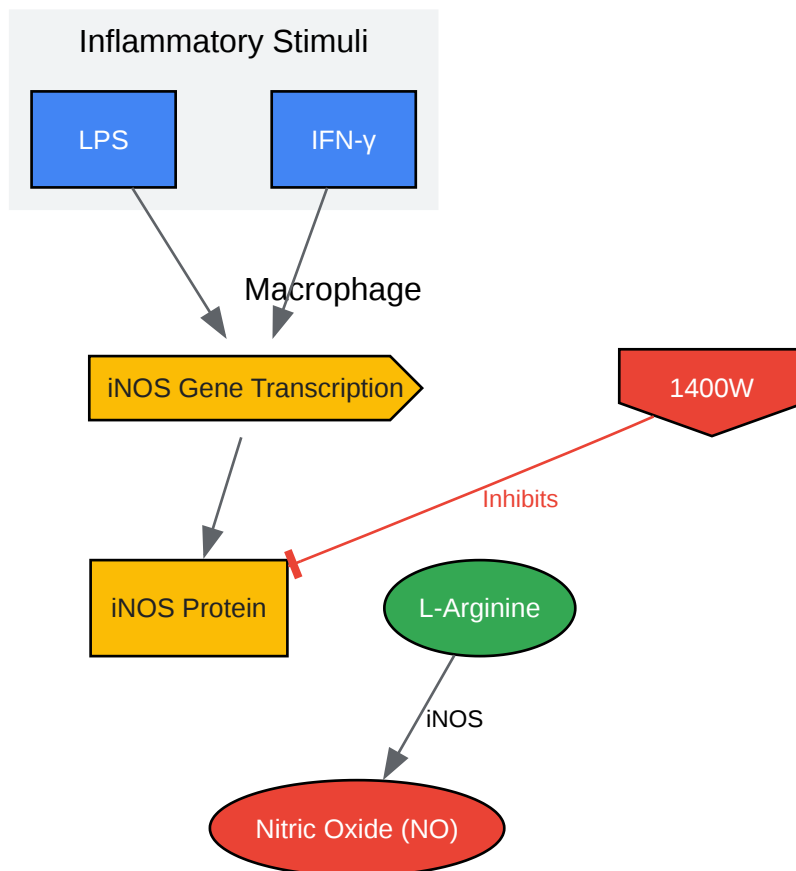 Inflammatory Stimuli
LPS
IFN-γ
Macrophage
iNOS Gene Transcription
1400W
Inhibits
iNOS Protein
L-Arginine
iNOS
Nitric Oxide (NO)